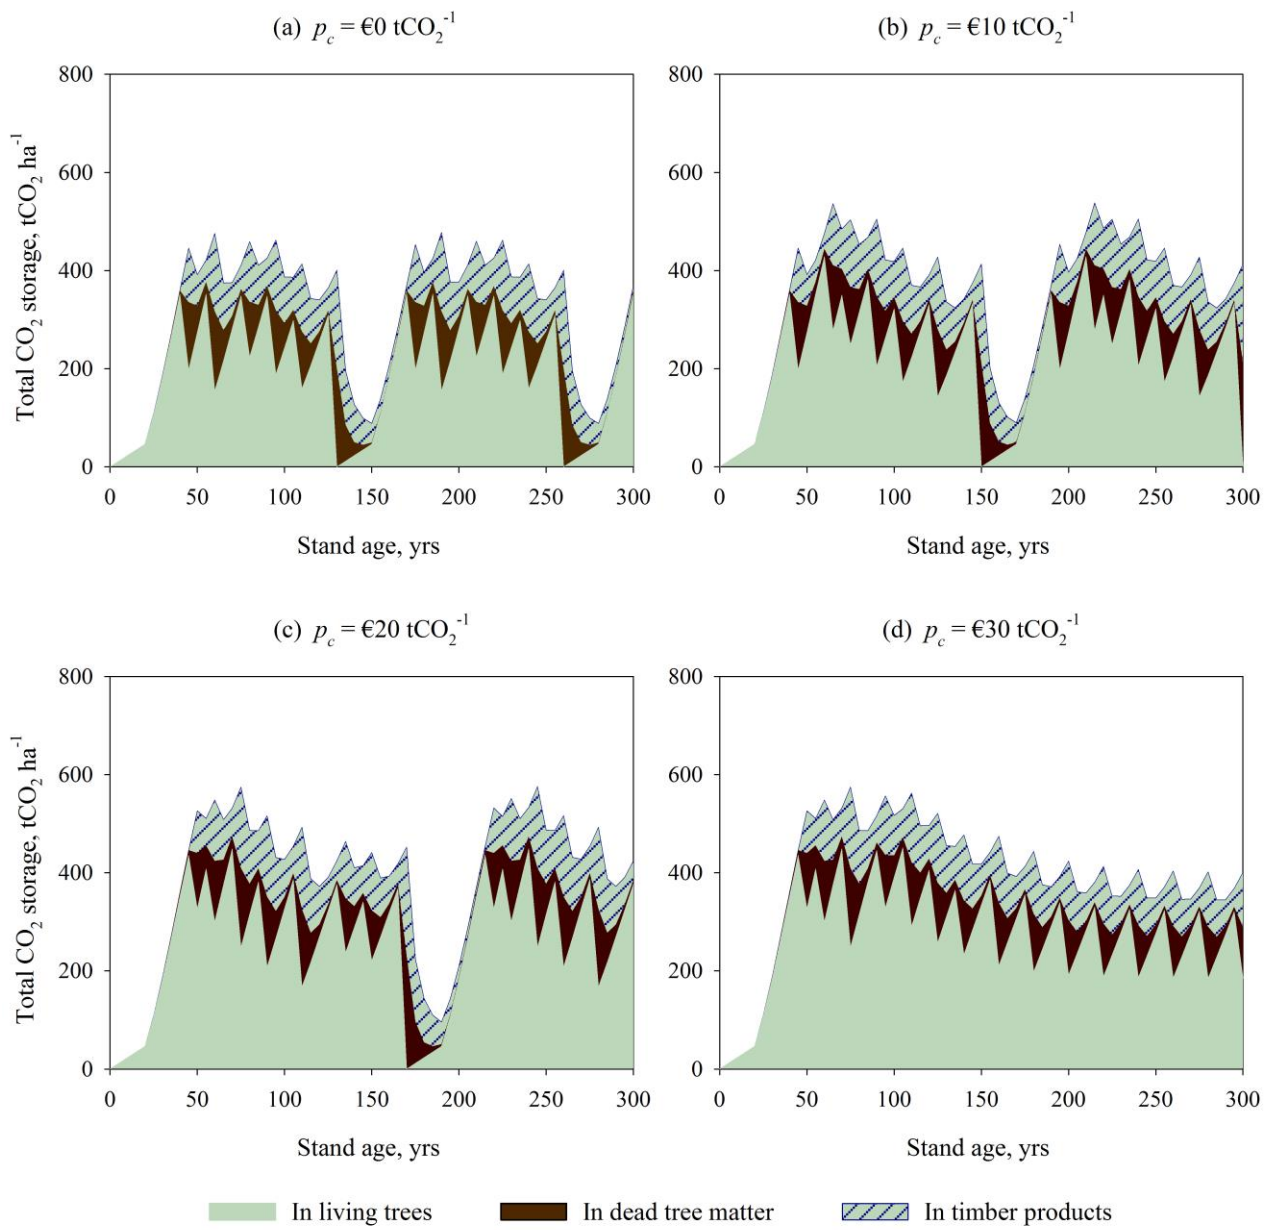 (a) p_c = €0 tCO₂⁻¹
(b) p_c = €10 tCO₂⁻¹
Total CO₂ storage, tCO₂ ha⁻¹
800
600
400
200
0
0 50 100 150 200 250 300
Stand age, yrs
800
600
400
200
0
0 50 100 150 200 250 300
Stand age, yrs
(c) p_c = €20 tCO₂⁻¹
(d) p_c = €30 tCO₂⁻¹
Total CO₂ storage, tCO₂ ha⁻¹
800
600
400
200
0
0 50 100 150 200 250 300
Stand age, yrs
800
600
400
200
0
0 50 100 150 200 250 300
Stand age, yrs
In living trees In dead tree matter In timber products